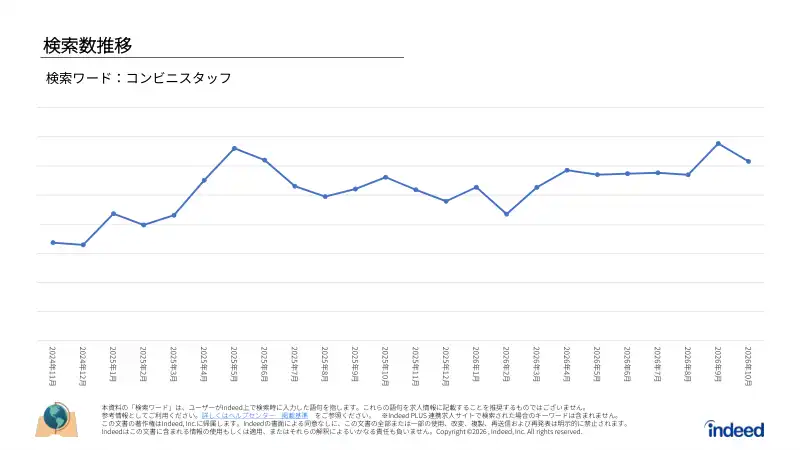 検索数推移
検索ワード：コンビニスタッフ
2024年11月
2024年12月
2025年1月
2025年2月
2025年3月
2025年4月
2025年5月
2025年6月
2025年7月
2025年8月
2025年9月
2025年10月
2025年11月
2025年12月
2026年1月
2026年2月
2026年3月
2026年4月
2026年5月
2026年6月
2026年7月
2026年8月
2026年9月
2026年10月
本資料の「検索ワード」は、ユーザーがIndeed上で検索時に入力した語句を指します。これらの語句を求人情報に記載することを推奨するものではございません。
参考情報としてご利用ください。詳しくはヘルプセンター 掲載基準 をご参照ください。 ※Indeed PLUS 連携求人サイトで検索された場合のキーワードは含まれません。
この文書の著作権はIndeed, Inc.に帰属します。Indeedの書面による同意なしに、この文書の全部または一部の使用、改変、複製、再送信および再発表は明示的に禁止されます。
Indeedはこの文書に含まれる情報の使用もしくは適用、またはそれらの解釈によるいかなる責任も負いません。Copyright ©2026 , Indeed, Inc. All rights reserved.
indeed